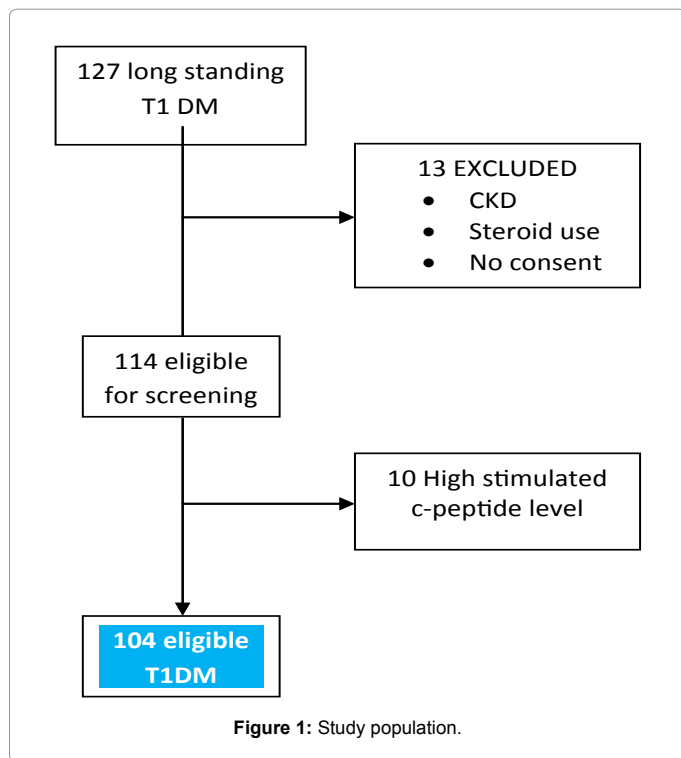 127 long standing
T1 DM
13 EXCLUDED
• CKD
• Steroid use
• No consent
114 eligible
for screening
10 High stimulated
c-peptide level
104 eligible
T1DM
Figure 1: Study population.